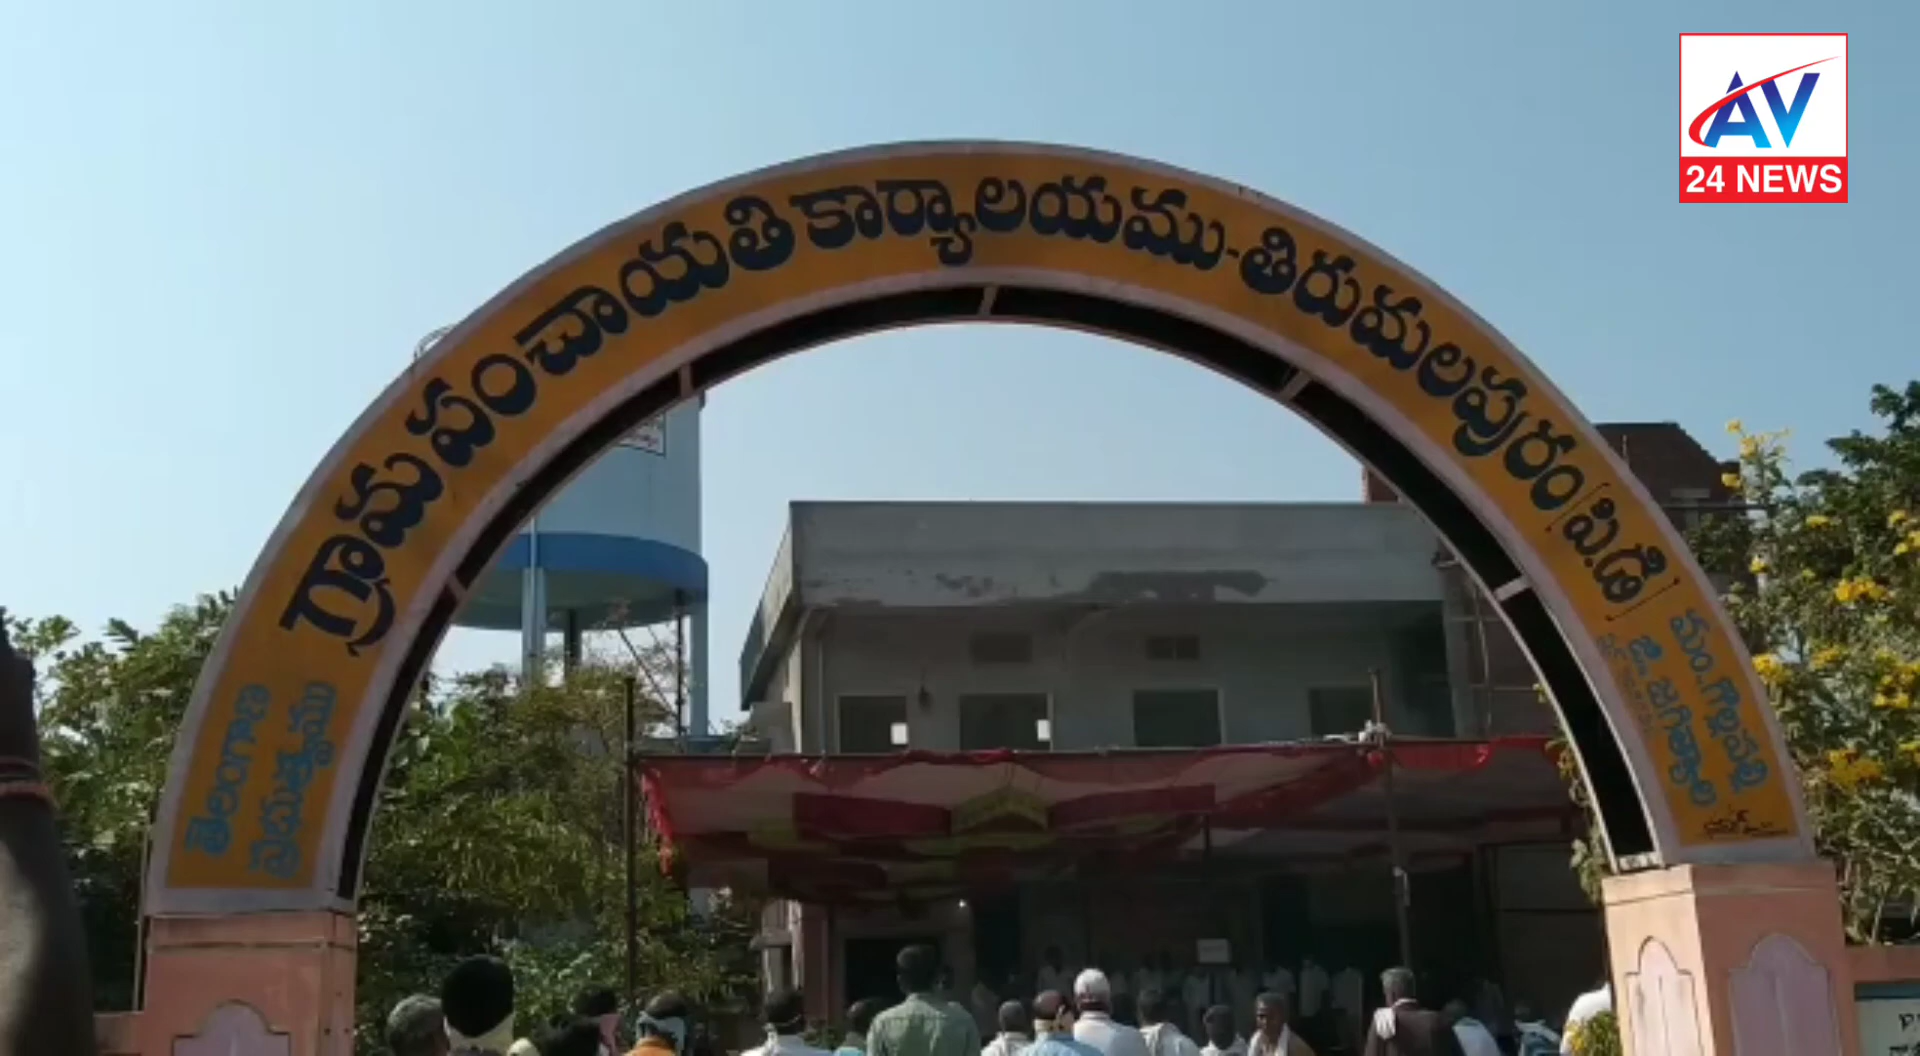 AV
24 NEWS
గ్రామ పంచాయతి కార్యాలయము-తిరుమలపురం(పి.డి)
తెలంగాణ
ప్రభుత్వము
మం.గొల్లపల్లి
జి. జగిత్యాల